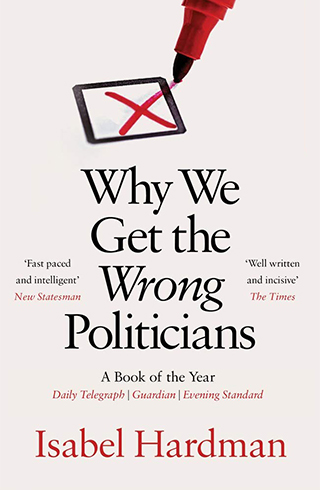 Why We
Get the
Wrong
Politicians
‘Fast paced
and intelligent’
New Statesman
‘Well written
and incisive’
The Times
A Book of the Year
Daily Telegraph | Guardian | Evening Standard
Isabel Hardman